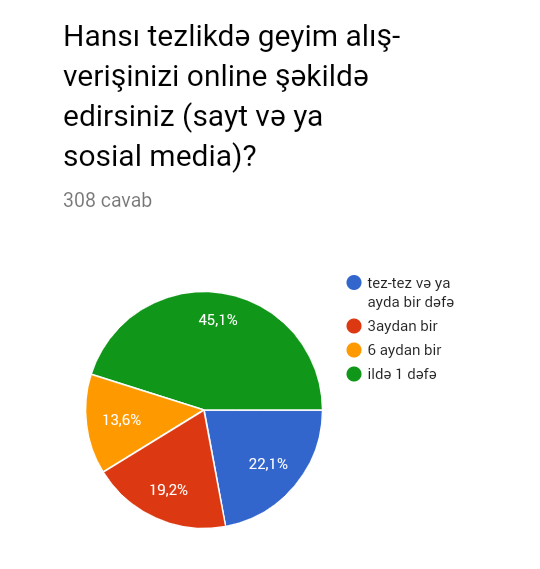 Hansı tezlikdə geyim alış-
verişinizi online şəkildə
edirsiniz (sayt və ya
sosial media)?
308 cavab
tez-tez və ya
ayda bir dəfə
3aydan bir
6 aydan bir
ildə 1 dəfə
45,1%
13,6%
22,1%
19,2%